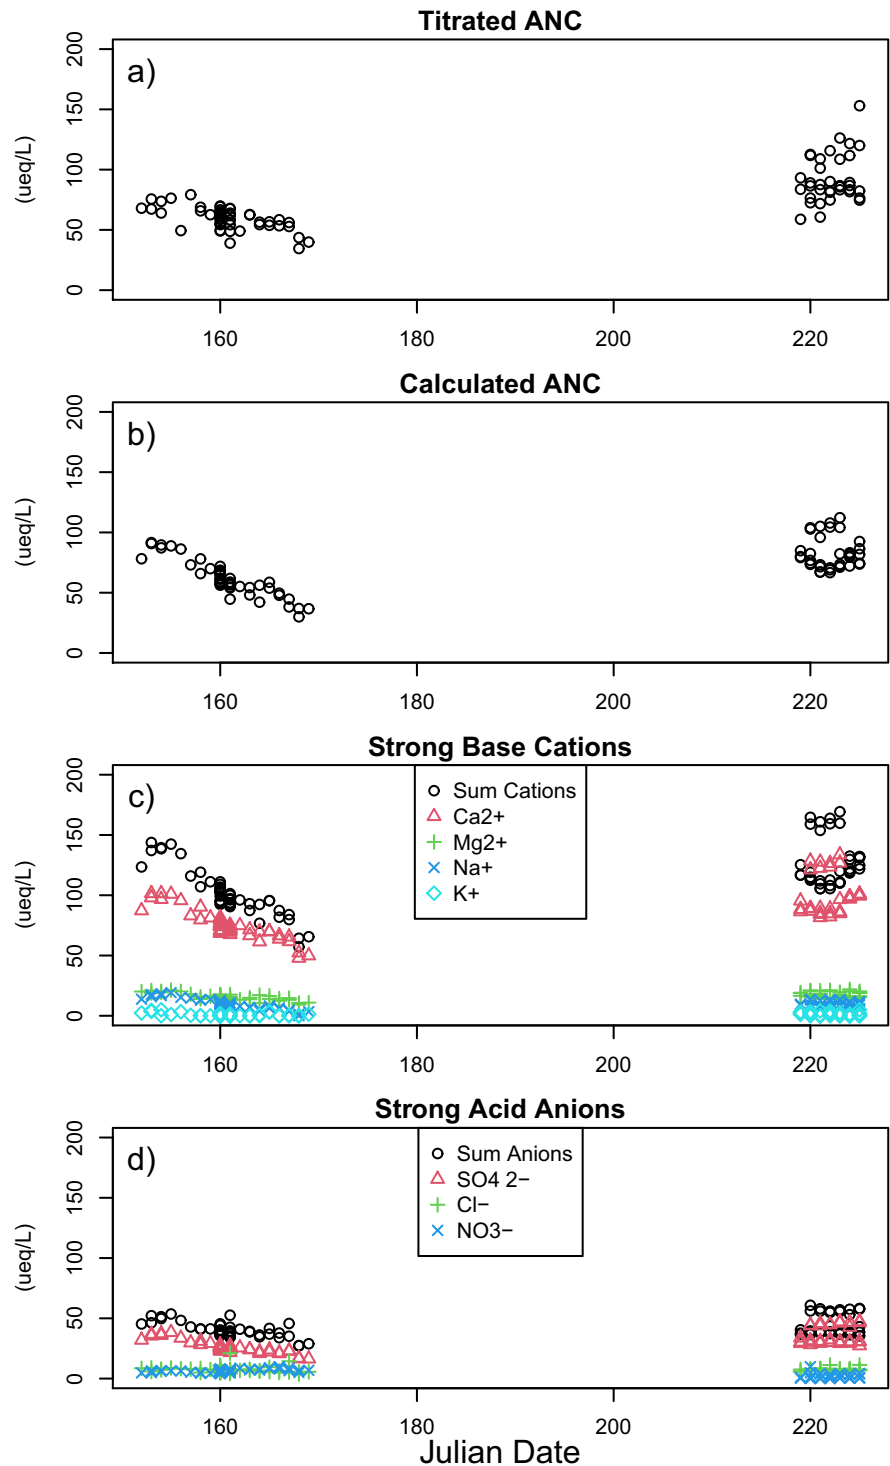 Titrated ANC
a)
(ueq/L)
0 50 100 150 200
160 180 200 220
Calculated ANC
b)
(ueq/L)
0 50 100 150 200
160 180 200 220
Strong Base Cations
c)
Sum Cations
Ca2+
Mg2+
Na+
K+
(ueq/L)
0 50 100 150 200
160 180 200 220
Strong Acid Anions
d)
Sum Anions
SO4 2−
Cl−
NO3−
(ueq/L)
0 50 100 150 200
160 180 200 220
Julian Date